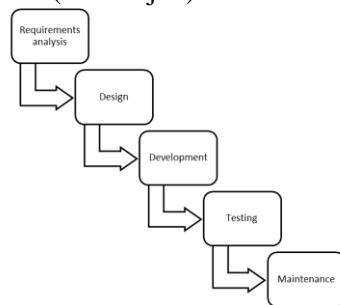 Requirements
analysis
Design
Development
Testing
Maintenance